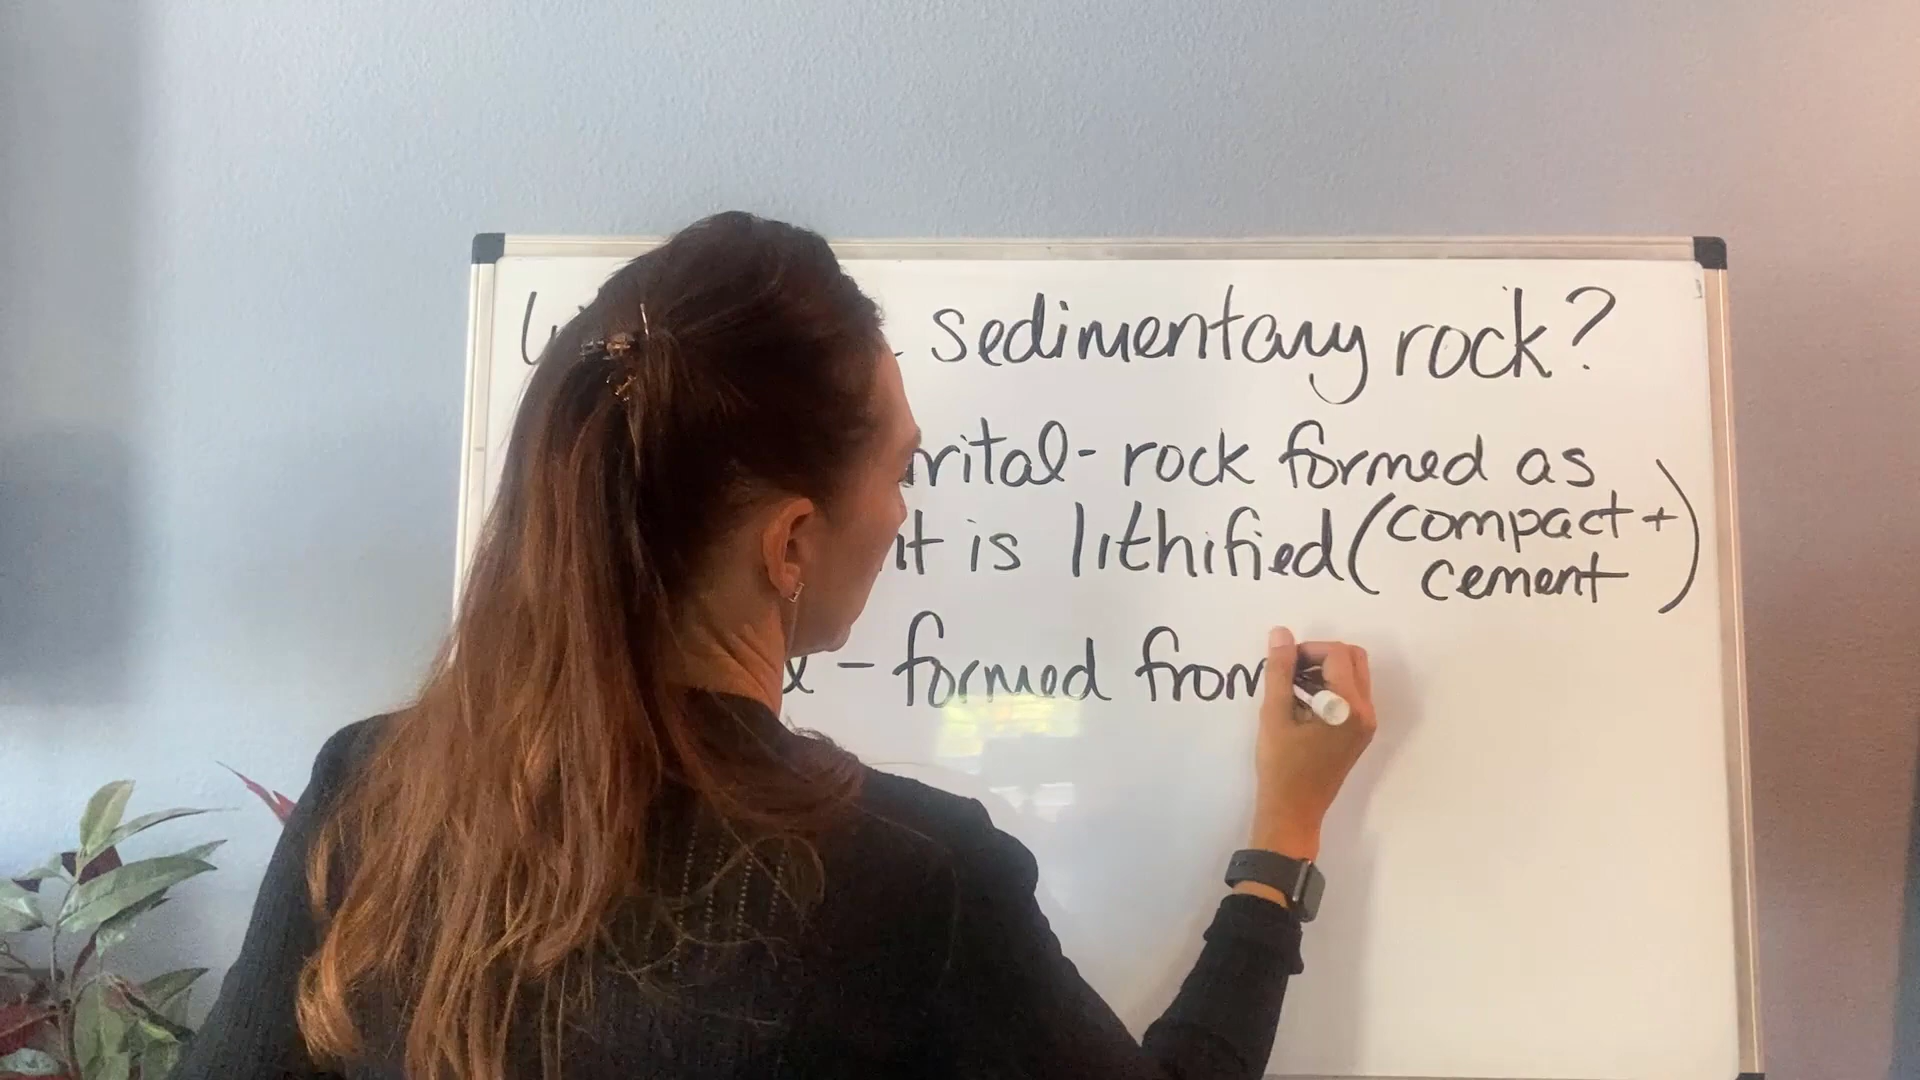 sedimentary rock?
rital - rock formed as
it is lithified (compact +
cement)
- formed from